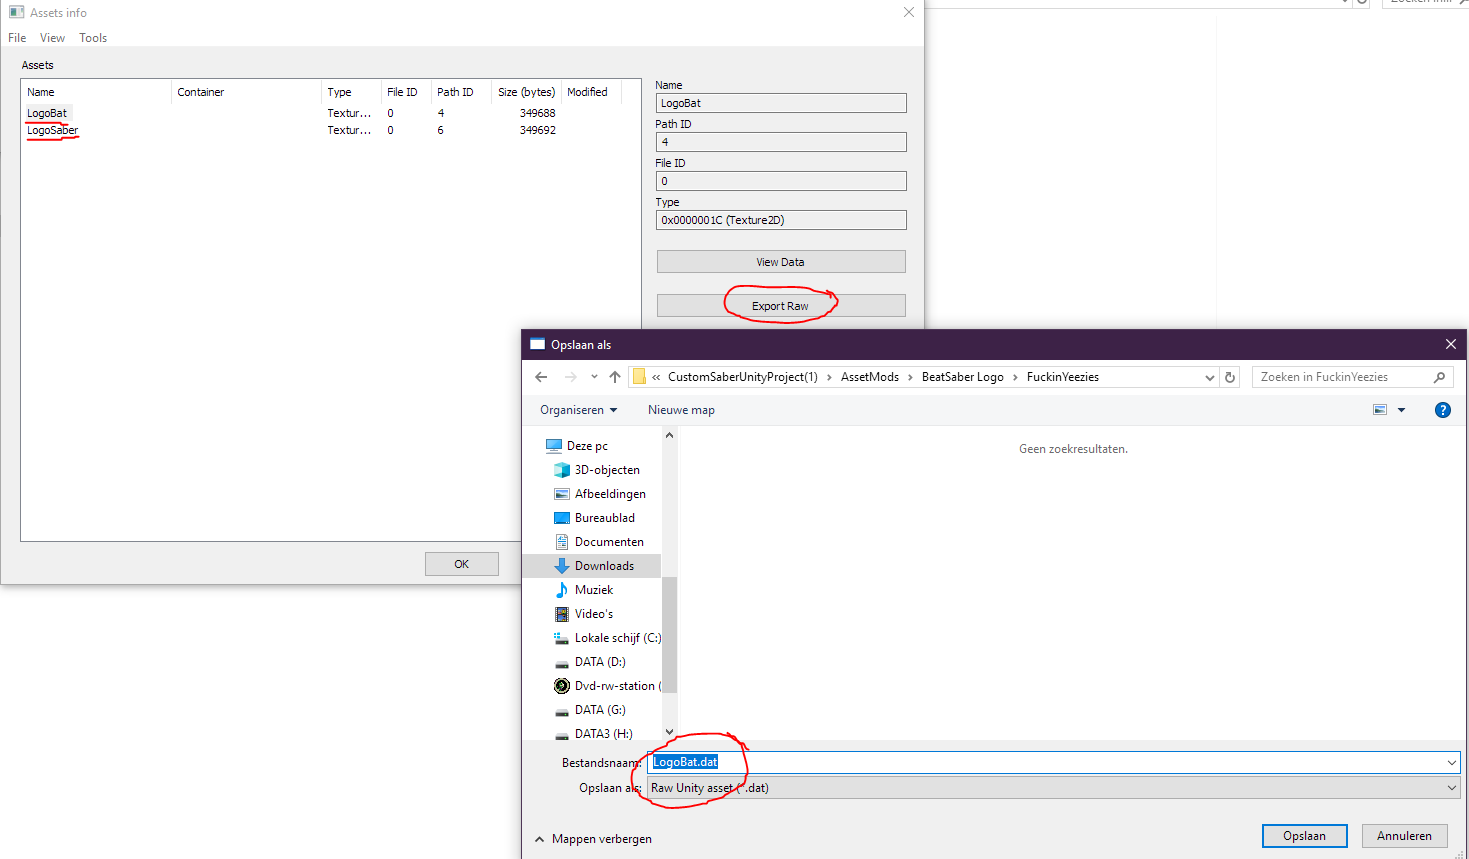 Assets info
Zoeken in...
File View Tools
Assets
Name Container Type File ID Path ID Size (bytes) Modified
LogoBat Textur... 0 4 349688
LogoSaber Textur... 0 6 349692
Name
LogoBat
Path ID
4
File ID
0
Type
0x0000001C (Texture2D)
View Data
Export Raw
OK
Opslaan als
« CustomSaberUnityProject(1) > AssetMods > BeatSaber Logo > FuckinYeezies
Zoeken in FuckinYeezies
Organiseren Nieuwe map
Deze pc
3D-objecten
Afbeeldingen
Bureaublad
Documenten
Downloads
Muziek
Video's
Lokale schijf (C:)
DATA (D:)
Dvd-rw-station (
DATA (G:)
DATA3 (H:)
Geen zoekresultaten.
Bestandsnaam: LogoBat.dat
Opslaan als: Raw Unity asset (*.dat)
Mappen verbergen
Opslaan Annuleren